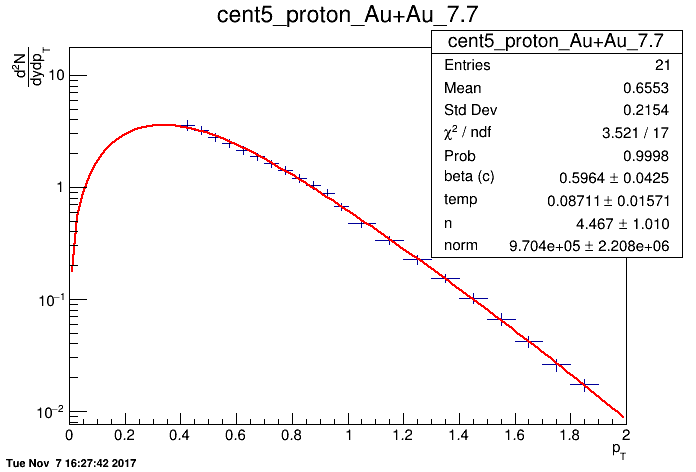 cent5_proton_Au+Au_7.7
cent5_proton_Au+Au_7.7
Entries 21
Mean 0.6553
Std Dev 0.2154
χ² / ndf 3.521 / 17
Prob 0.9998
beta (c) 0.5964 ± 0.0425
temp 0.08711 ± 0.01571
n 4.467 ± 1.010
norm 9.704e+05 ± 2.208e+06
d²N
dydp_T
10
1
10⁻¹
10⁻²
0 0.2 0.4 0.6 0.8 1 1.2 1.4 1.6 1.8 2
p_T
Tue Nov 7 16:27:42 2017